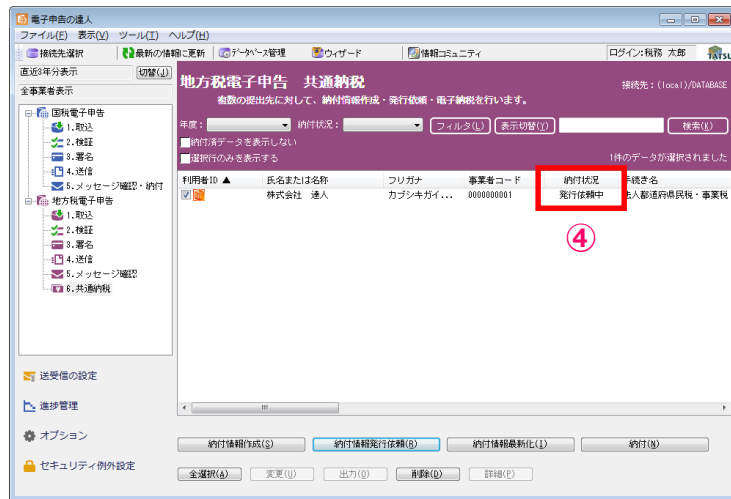 電子申告の達人
ファイル(F) 表示(V) ツール(T) ヘルプ(H)
接続先選択 最新の情報に更新 データベース管理 ウィザード 情報コミュニティ ログイン:税務 太郎 TATSU
直近3年分表示 切替(J)
全事業者表示
国税電子申告
1.取込
2.検証
3.署名
4.送信
5.メッセージ確認・納付
地方税電子申告
1.取込
2.検証
3.署名
4.送信
5.メッセージ確認
6.共通納税
送受信の設定
進捗管理
オプション
セキュリティ例外設定
地方税電子申告 共通納税 接続先:(local)/DATABASE
複数の提出先に対して、納付情報作成・発行依頼・電子納税を行います。
年度: 納付状況: フィルタ(L) 表示切替(Y) 検索(K)
納付済データを表示しない
選択行のみを表示する 1件のデータが選択されました
利用者ID ▲ 氏名または名称 フリガナ 事業者コード 納付状況 手続き名
株式会社 達人 カブシキガイ... 0000000001 発行依頼中 法人都道府県民税・事業税
④
納付情報作成(S) 納付情報発行依頼(R) 納付情報最新化(I) 納付(N)
全選択(A) 変更(U) 出力(O) 削除(D) 詳細(P)